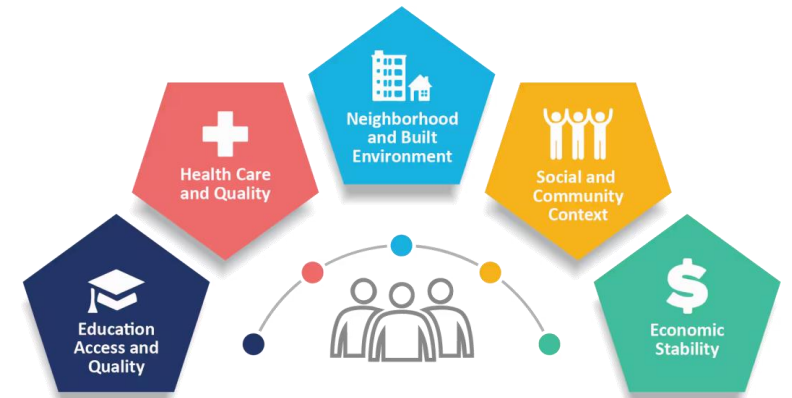 Education
Access and
Quality
Health Care
and Quality
Neighborhood
and Built
Environment
Social and
Community
Context
$
Economic
Stability